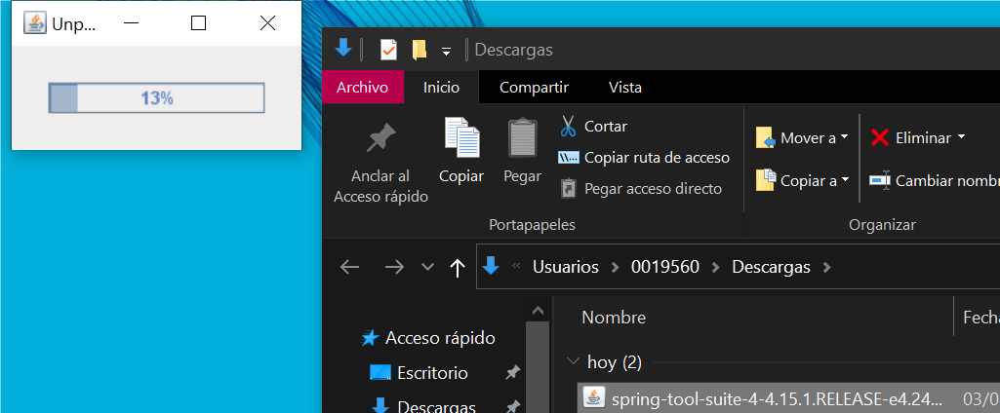 Unp...
13%
Descargas
Archivo Inicio Compartir Vista
Anclar al
Acceso rápido
Copiar
Pegar
Cortar
Copiar ruta de acceso
Pegar acceso directo
Portapapeles
Mover a
Copiar a
Eliminar
Cambiar nomb
Organizar
« Usuarios > 0019560 > Descargas >
Acceso rápido
Escritorio
Descargas
Nombre Fecha
hoy (2)
spring-tool-suite-4-4.15.1.RELEASE-e4.24... 03/0